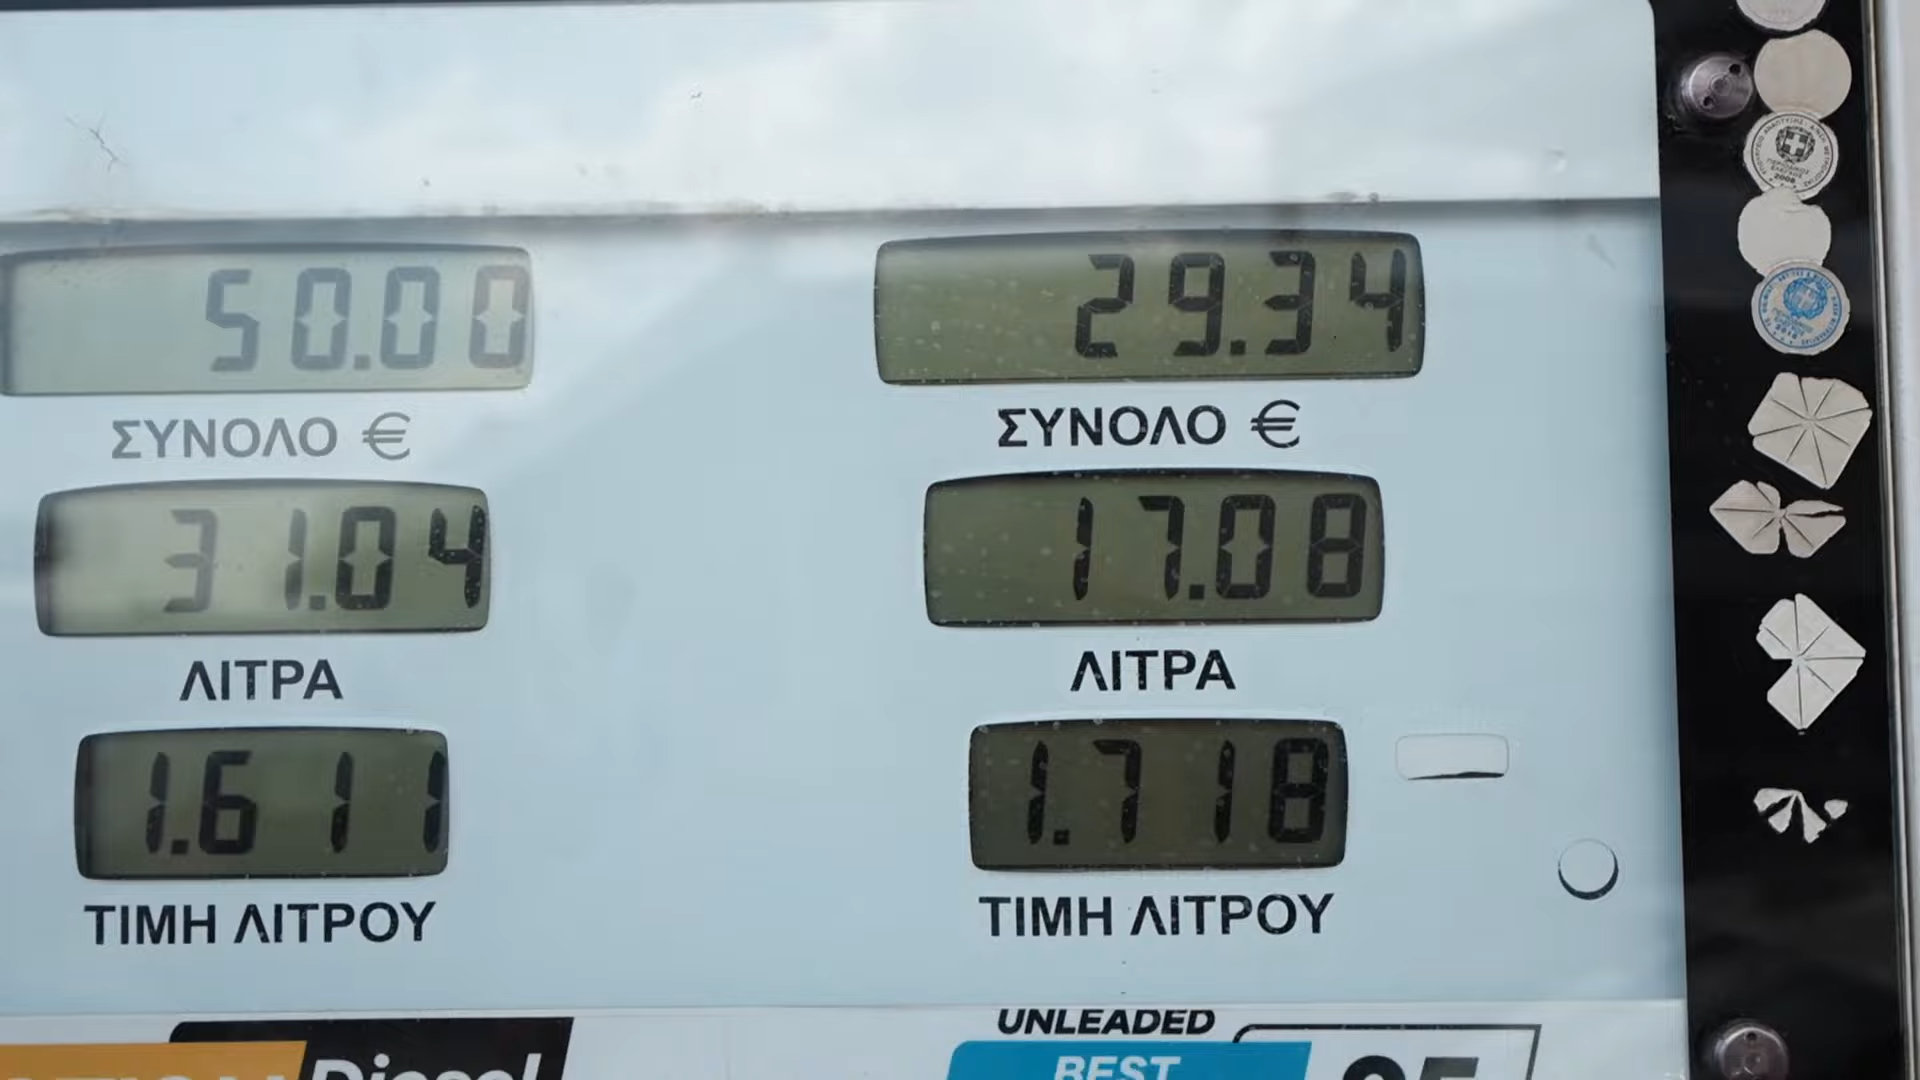 50.00
ΣΥΝΟΛΟ €
31.04
ΛΙΤΡΑ
1.611
ΤΙΜΗ ΛΙΤΡΟΥ
Diesel
29.34
ΣΥΝΟΛΟ €
17.08
ΛΙΤΡΑ
1.718
ΤΙΜΗ ΛΙΤΡΟΥ
UNLEADED
BEST
95